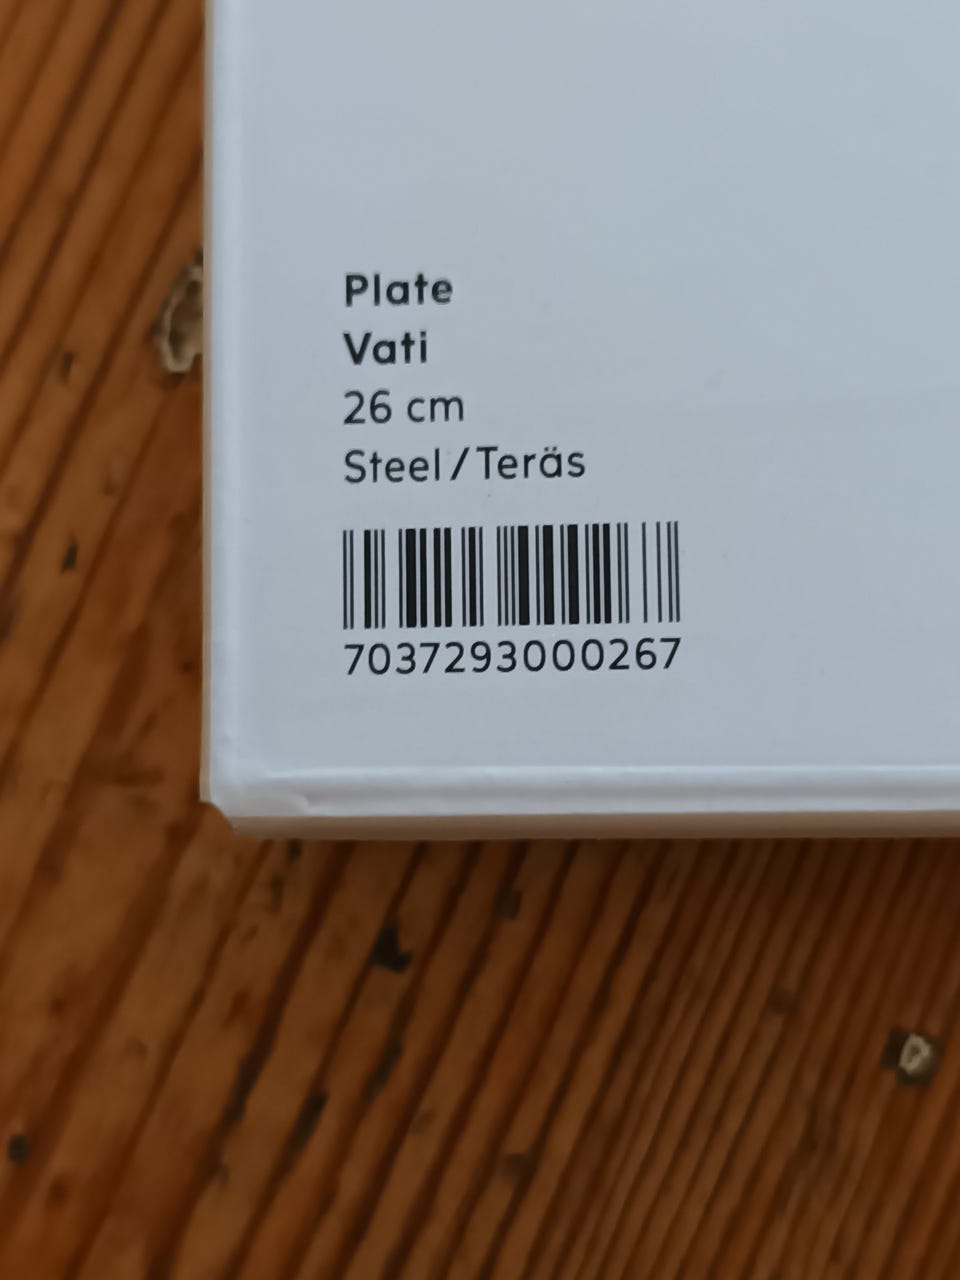 Plate
Vati
26 cm
Steel/Teräs
7037293000267